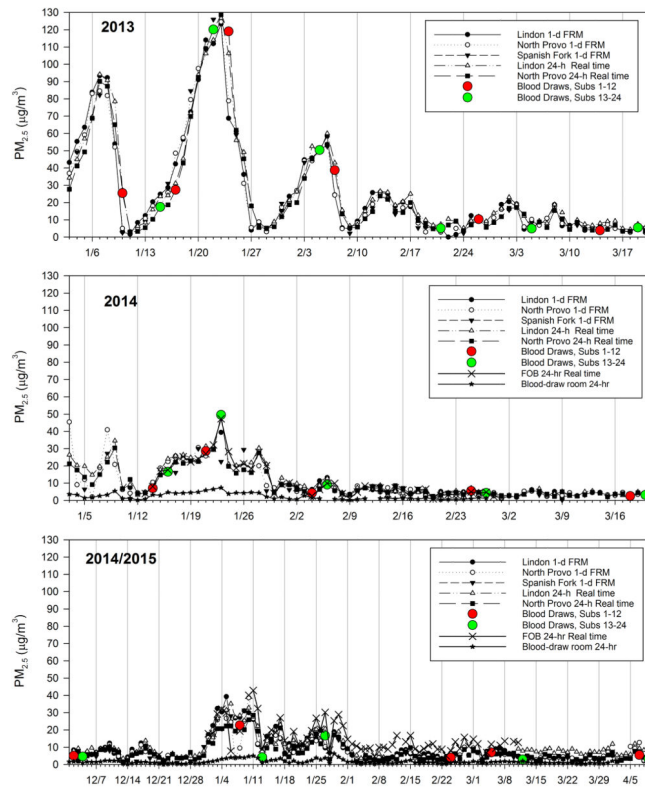 2013
Lindon 1-d FRM
North Provo 1-d FRM
Spanish Fork 1-d FRM
Lindon 24-h Real time
North Provo 24-h Real time
Blood Draws, Subs 1-12
Blood Draws, Subs 13-24
PM2.5 (µg/m3)
130
120
110
100
90
80
70
60
50
40
30
20
10
0
1/6 1/13 1/20 1/27 2/3 2/10 2/17 2/24 3/3 3/10 3/17
2014
Lindon 1-d FRM
North Provo 1-d FRM
Spanish Fork 1-d FRM
Lindon 24-h Real time
North Provo 24-h Real time
Blood Draws, Subs 1-12
Blood Draws, Subs 13-24
FOB 24-hr Real Time
Blood-draw room 24-hr
PM2.5 (µg/m3)
130
120
110
100
90
80
70
60
50
40
30
20
10
0
1/5 1/12 1/19 1/26 2/2 2/9 2/16 2/23 3/2 3/9 3/16
2014/2015
Lindon 1-d FRM
North Provo 1-d FRM
Spanish Fork 1-d FRM
Lindon 24-h Real time
North Provo 24-h Real time
Blood Draws, Subs 1-12
Blood Draws, Subs 13-24
FOB 24-hr Real Time
Blood-draw room 24-hr
PM2.5 (µg/m3)
130
120
110
100
90
80
70
60
50
40
30
20
10
0
12/7 12/14 12/21 12/28 1/4 1/11 1/18 1/25 2/1 2/8 2/15 2/22 3/1 3/8 3/15 3/22 3/29 4/5